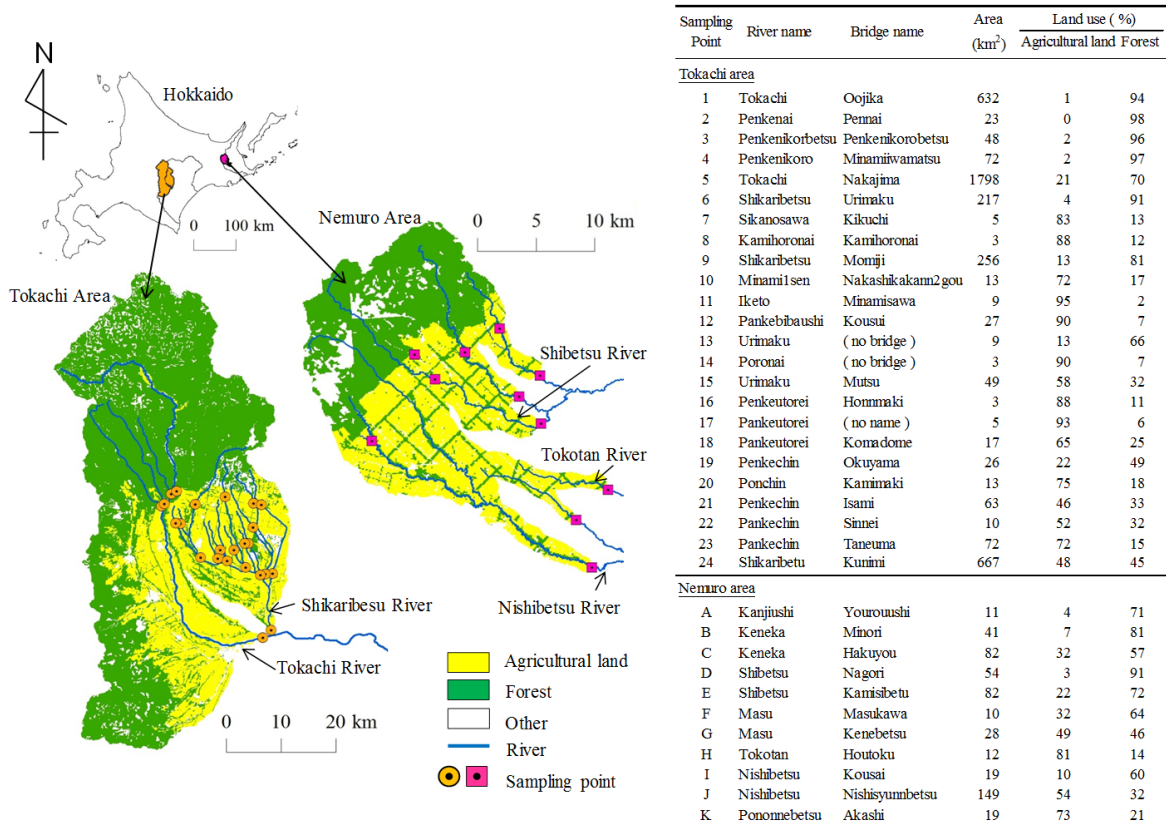 N
Hokkaido
0 100 km
Nemuro Area
0 5 10 km
Tokachi Area
Shibetsu River
Tokotan River
Nishibetsu River
Shikaribesu River
Tokachi River
0 10 20 km
Agricultural land
Forest
Other
River
Sampling point
Sampling Point River name Bridge name Area (km²) Land use ( %)
Agricultural land Forest
Tokachi area
1 Tokachi Oojika 632 1 94
2 Penkenai Pennai 23 0 98
3 Penkenikorbetsu Penkenikorobetsu 48 2 96
4 Penkenikoro Minamiiwamatsu 72 2 97
5 Tokachi Nakajima 1798 21 70
6 Shikaribetsu Urimaku 217 4 91
7 Sikanosawa Kikuchi 5 83 13
8 Kamihoronai Kamihoronai 3 88 12
9 Shikaribetsu Momiji 256 13 81
10 Minami1sen Nakashikakann2gou 13 72 17
11 Iketo Minamisawa 9 95 2
12 Pankebibaushi Kousui 27 90 7
13 Urimaku ( no bridge ) 9 13 66
14 Poronai ( no bridge ) 3 90 7
15 Urimaku Mutsu 49 58 32
16 Penkeutorei Honnmaki 3 88 11
17 Pankeutorei ( no name ) 5 93 6
18 Pankeutorei Komadome 17 65 25
19 Penkechin Okuyama 26 22 49
20 Ponchin Kamimaki 13 75 18
21 Penkechin Isami 63 46 33
22 Pankechin Sinnei 10 52 32
23 Pankechin Taneuma 72 72 15
24 Shikaribetu Kunimi 667 48 45
Nemuro area
A Kanjiushi Yourouushi 11 4 71
B Keneka Minori 41 7 81
C Keneka Hakuyou 82 32 57
D Shibetsu Nagori 54 3 91
E Shibetsu Kamisibetu 82 22 72
F Masu Masukawa 10 32 64
G Masu Kenebetsu 28 49 46
H Tokotan Houtoku 12 81 14
I Nishibetsu Kousai 19 10 60
J Nishibetsu Nishisyunnbetsu 149 54 32
K Pononnebetsu Akashi 19 73 21